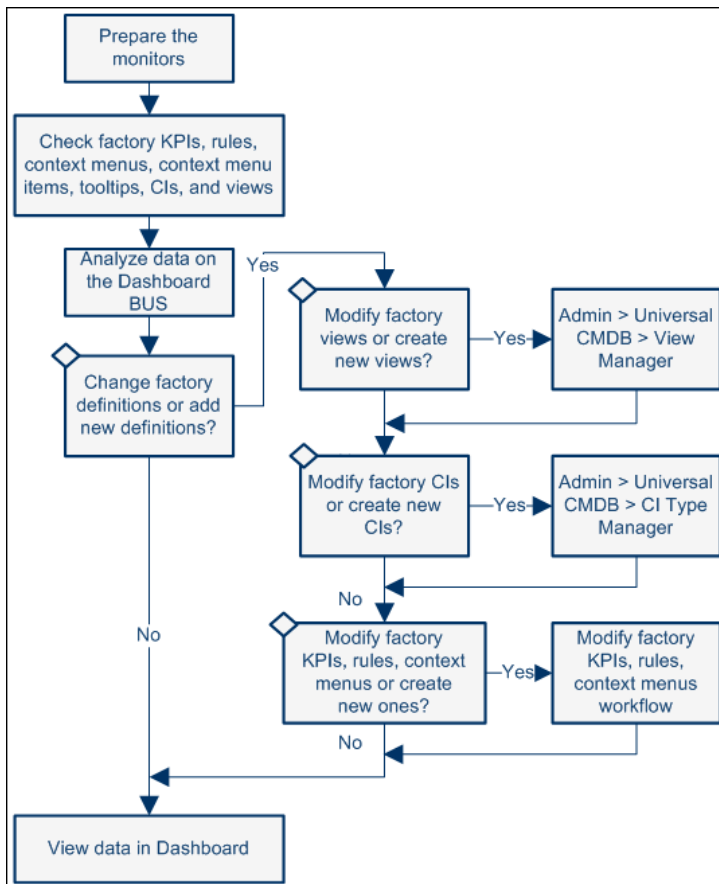 Prepare the
monitors
Check factory KPIs, rules,
context menus, context menu
items, tooltips, CIs, and views
Analyze data on
the Dashboard
BUS
Yes
Change factory
definitions or add
new definitions?
Modify factory
views or create
new views?
Yes
Admin > Universal
CMDB > View
Manager
Modify factory CIs
or create new
CIs?
Yes
Admin > Universal
CMDB > CI Type
Manager
No
No
Modify factory
KPIs, rules, context
menus or create
new ones?
Yes
Modify factory
KPIs, rules,
context menus
workflow
No
View data in Dashboard